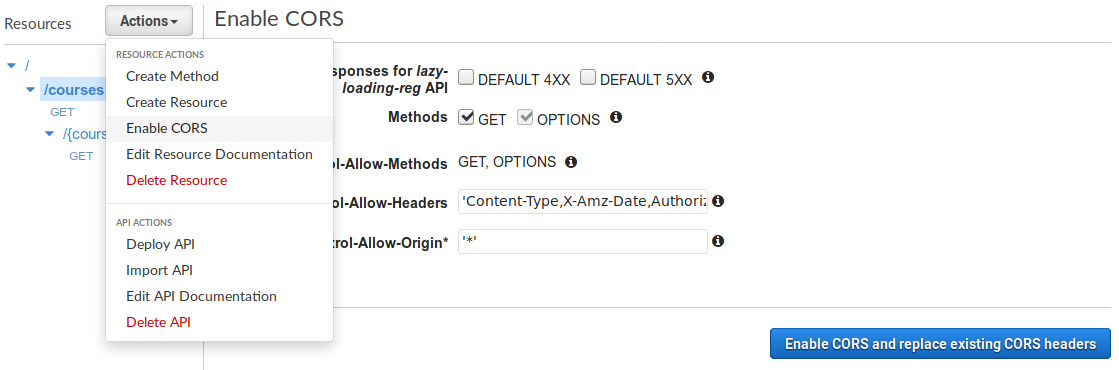 Resources
Actions
Enable CORS
RESOURCE ACTIONS
Create Method
Create Resource
Enable CORS
Edit Resource Documentation
Delete Resource
API ACTIONS
Deploy API
Import API
Edit API Documentation
Delete API
/
/courses
GET
/{cours
GET
sponses for lazy-
loading-reg API
DEFAULT 4XX
DEFAULT 5XX
Methods
GET
OPTIONS
ol-Allow-Methods
GET, OPTIONS
ol-Allow-Headers
'Content-Type,X-Amz-Date,Authoriz
trol-Allow-Origin*
'*'
Enable CORS and replace existing CORS headers